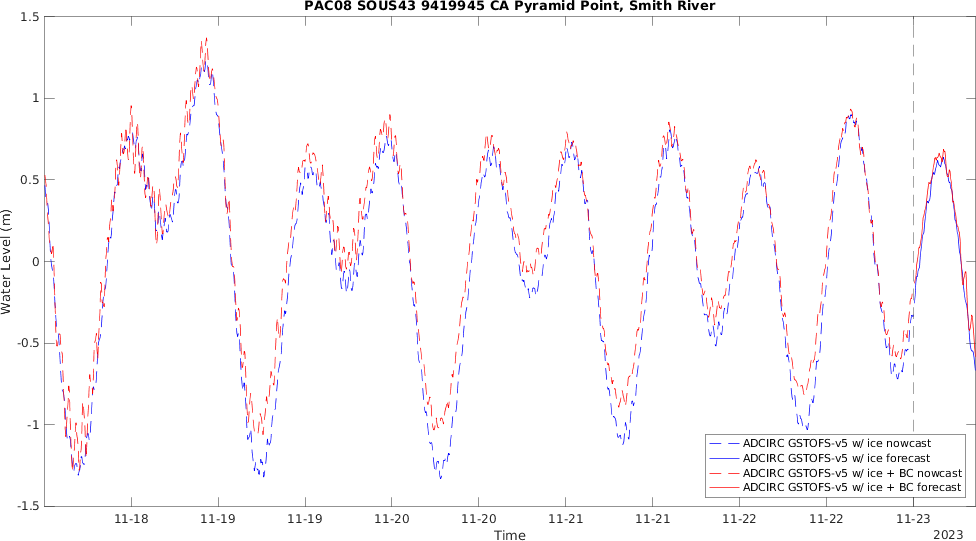 PAC08 SOUS43 9419945 CA Pyramid Point, Smith River
1.5
1
0.5
0
-0.5
-1
-1.5
Water Level (m)
11-18
11-19
11-19
11-20
11-20
11-21
11-21
11-22
11-22
11-23
Time
2023
ADCIRC GSTOFS-v5 w/ ice nowcast
ADCIRC GSTOFS-v5 w/ ice forecast
ADCIRC GSTOFS-v5 w/ ice + BC nowcast
ADCIRC GSTOFS-v5 w/ ice + BC forecast